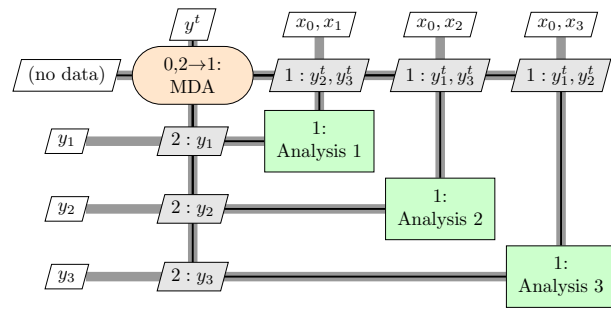 y^t
x_0, x_1
x_0, x_2
x_0, x_3
(no data)
0,2→1:
MDA
1 : y_2^t, y_3^t
1 : y_1^t, y_3^t
1 : y_1^t, y_2^t
y_1
2 : y_1
1:
Analysis 1
y_2
2 : y_2
1:
Analysis 2
y_3
2 : y_3
1:
Analysis 3